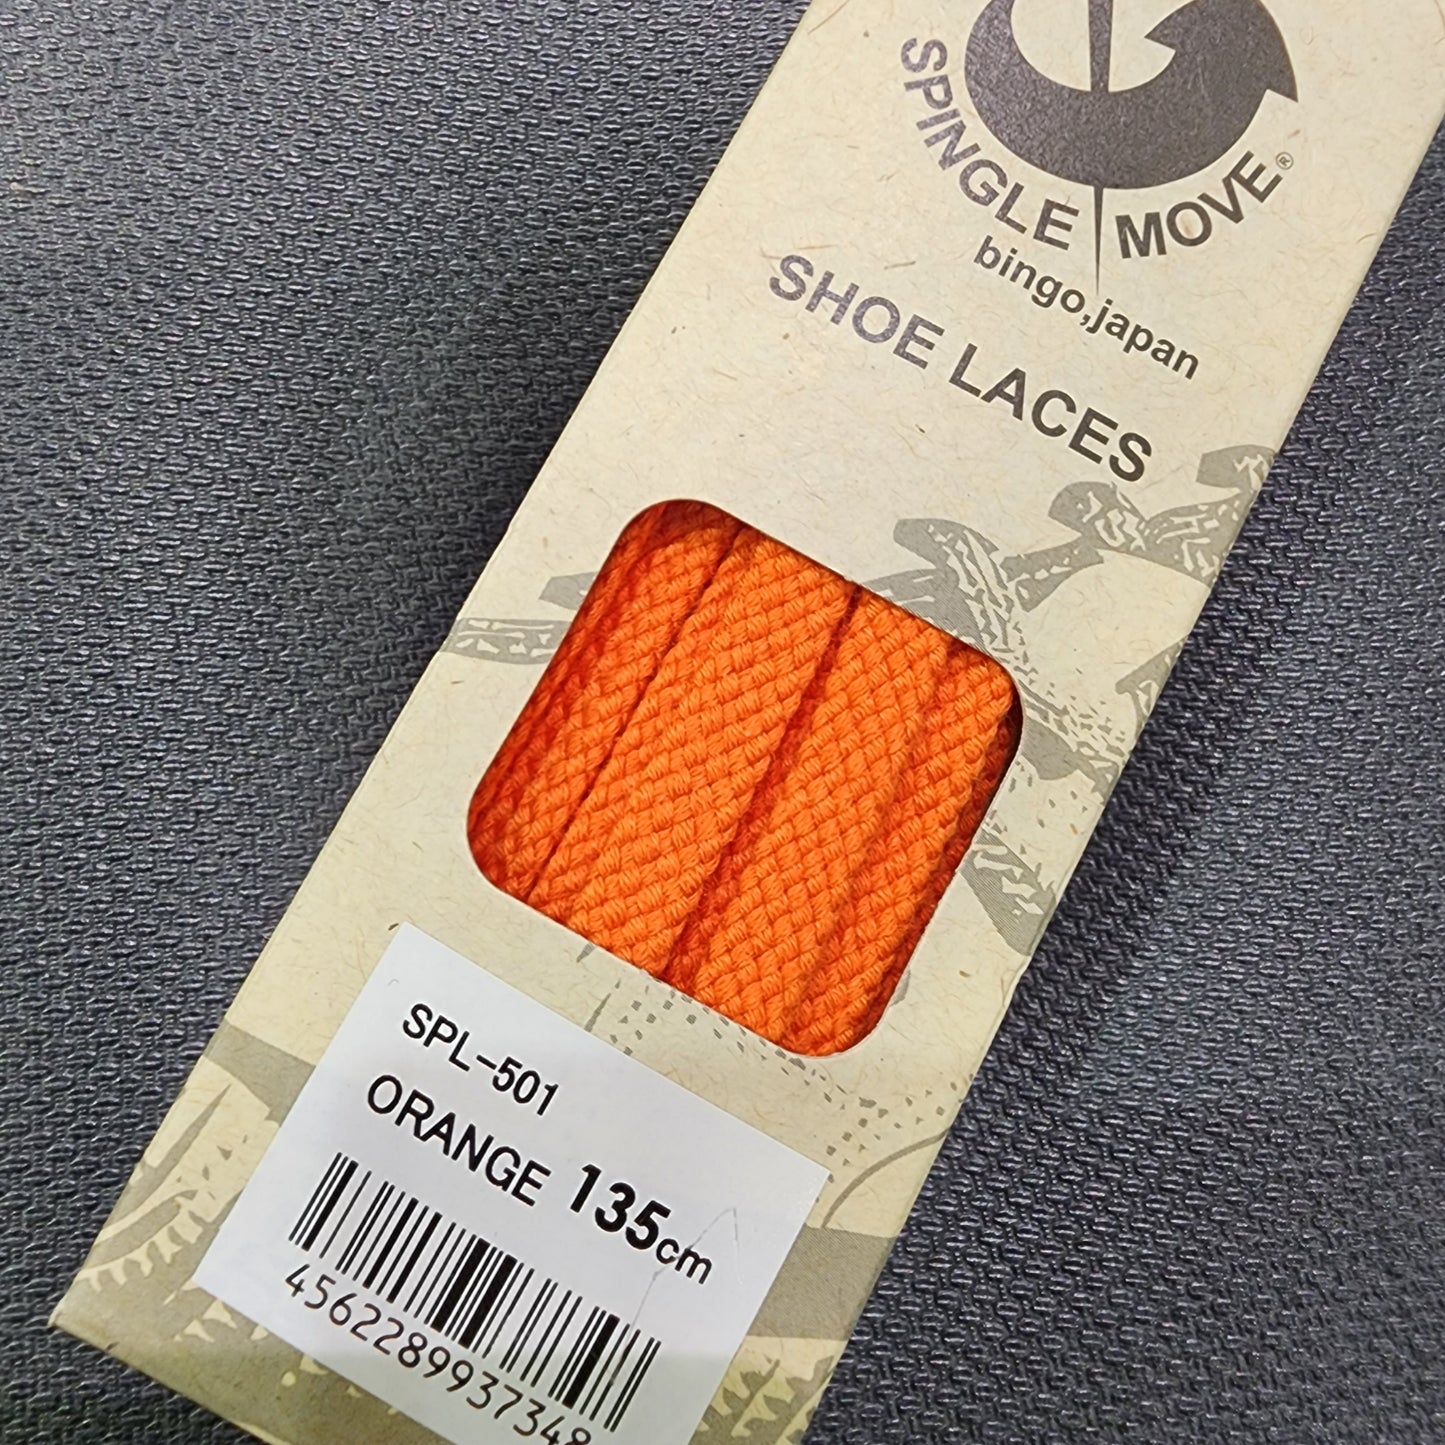 SPINGLE MOVE®
bingo,japan
SHOE LACES
SPL-501
ORANGE 135cm
4562289937348